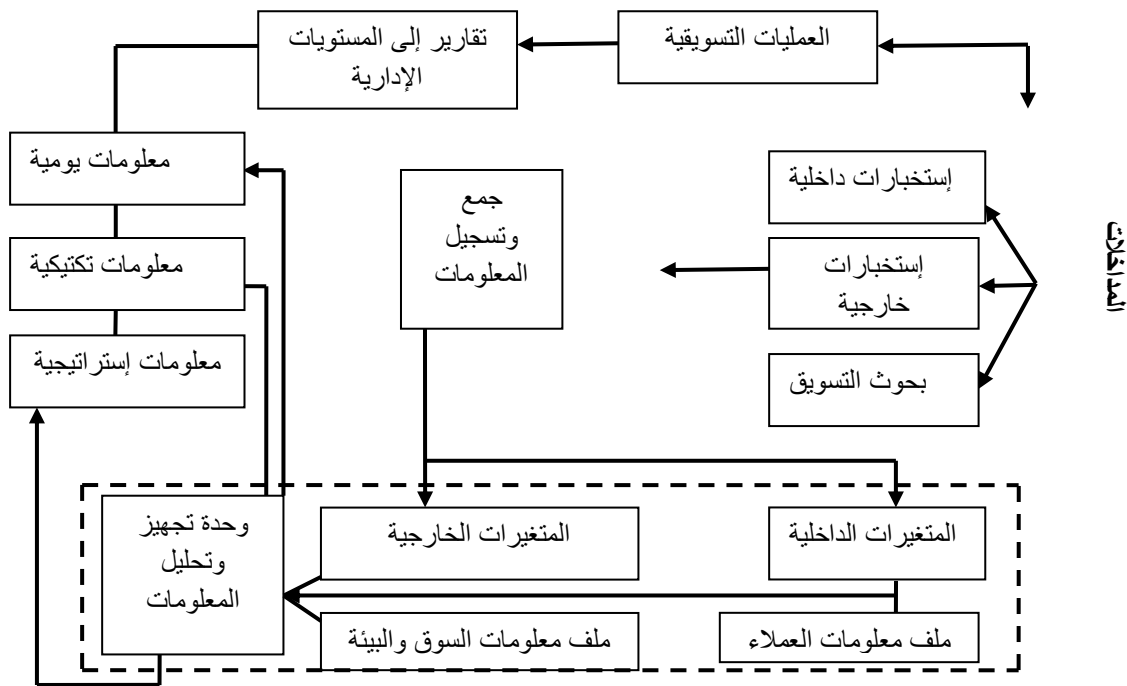 العمليات التسويقية
تقارير إلى المستويات
الإدارية
المداخلات
إستخبارات داخلية
إستخبارات
خارجية
بحوث التسويق
جمع
وتسجيل
المعلومات
معلومات يومية
معلومات تكتيكية
معلومات إستراتيجية
المتغيرات الداخلية
المتغيرات الخارجية
وحدة تجهيز
وتحليل
المعلومات
ملف معلومات العملاء
ملف معلومات السوق والبيئة